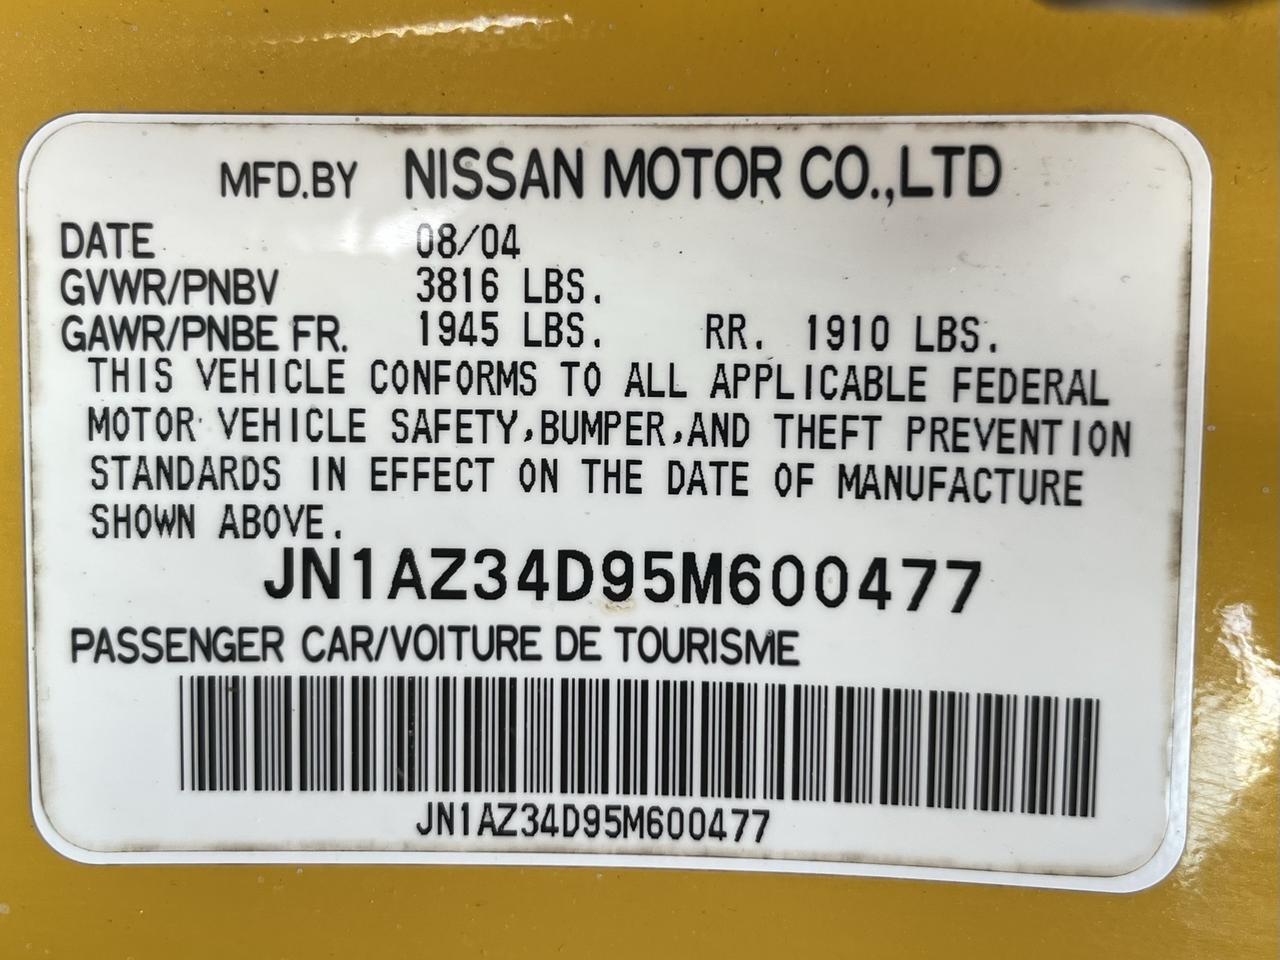 MFD.BY NISSAN MOTOR CO.,LTD
DATE 08/04
GVWR/PNBV 3816 LBS.
GAWR/PNBE FR. 1945 LBS. RR. 1910 LBS.
THIS VEHICLE CONFORMS TO ALL APPLICABLE FEDERAL
MOTOR VEHICLE SAFETY,BUMPER,AND THEFT PREVENTION
STANDARDS IN EFFECT ON THE DATE OF MANUFACTURE
SHOWN ABOVE.
JN1AZ34D95M600477
PASSENGER CAR/VOITURE DE TOURISME
JN1AZ34D95M600477